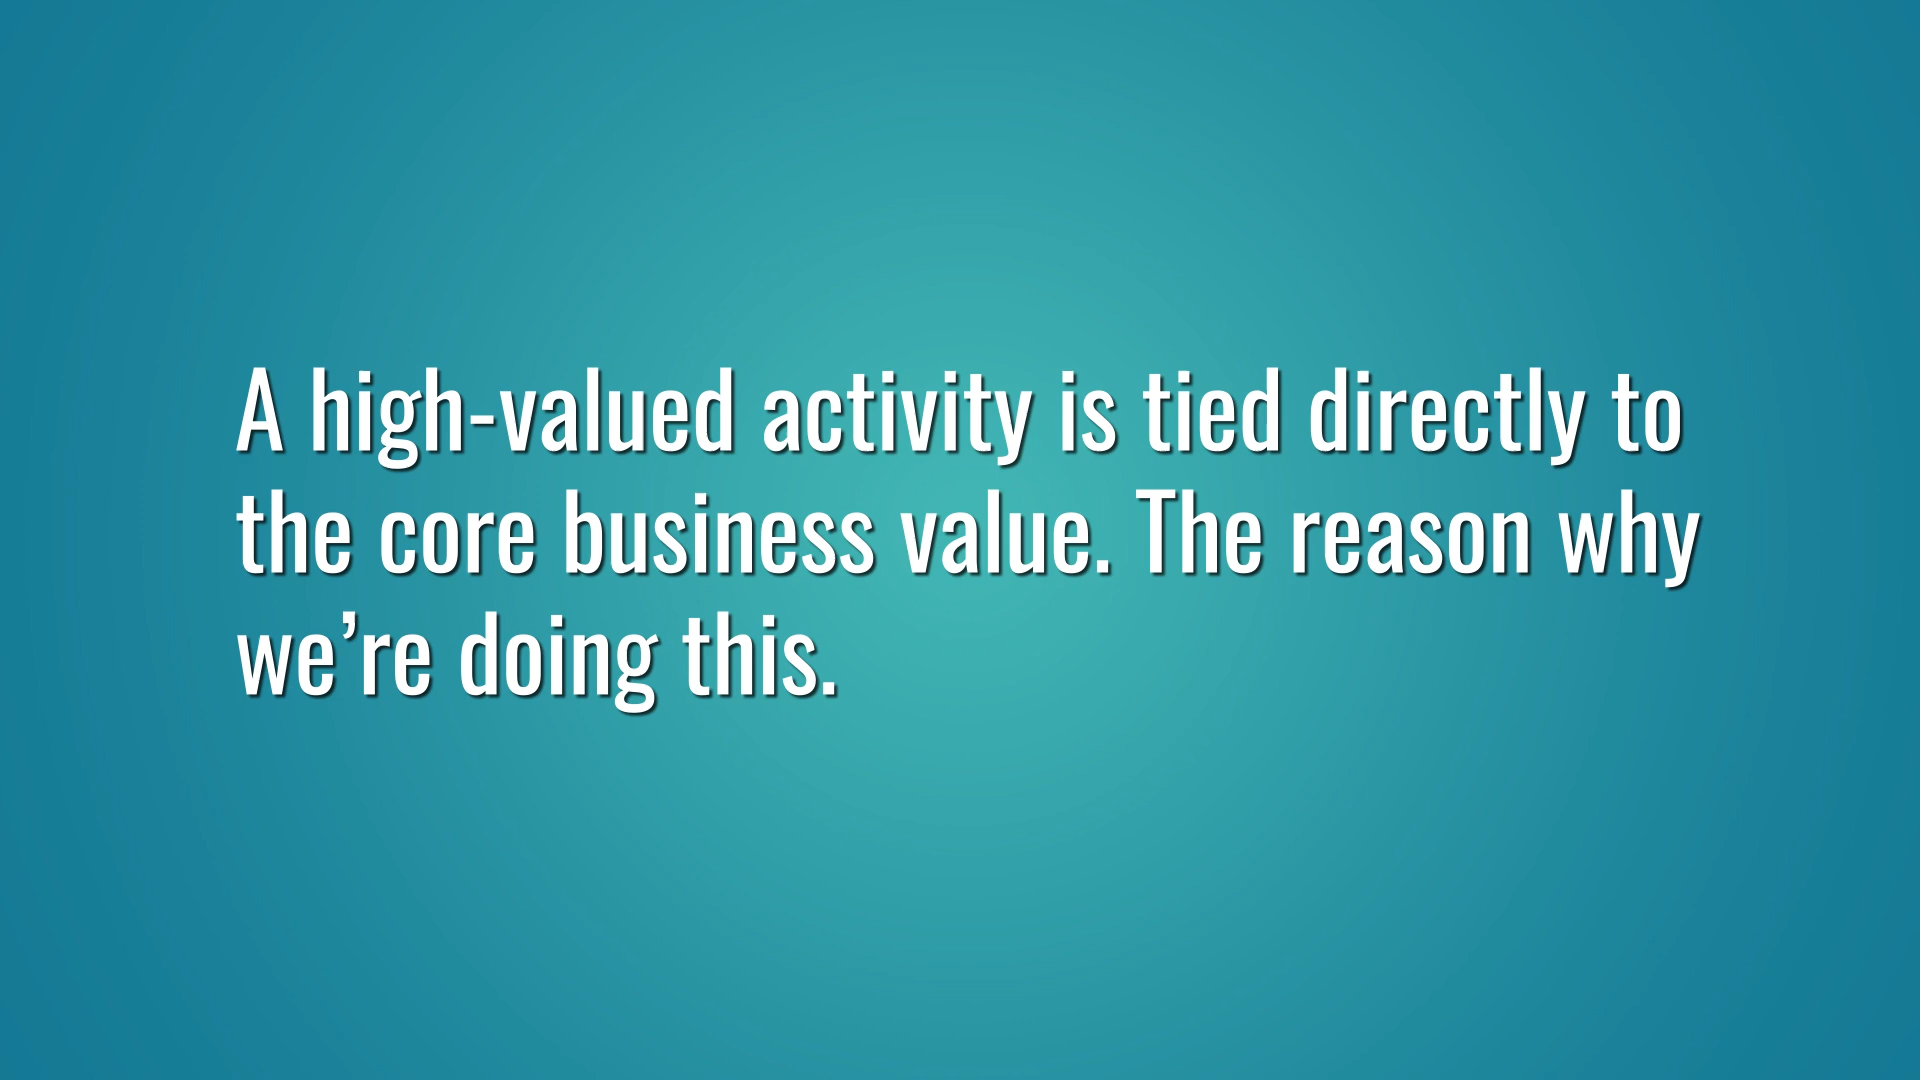 A high-valued activity is tied directly to
the core business value. The reason why
we’re doing this.